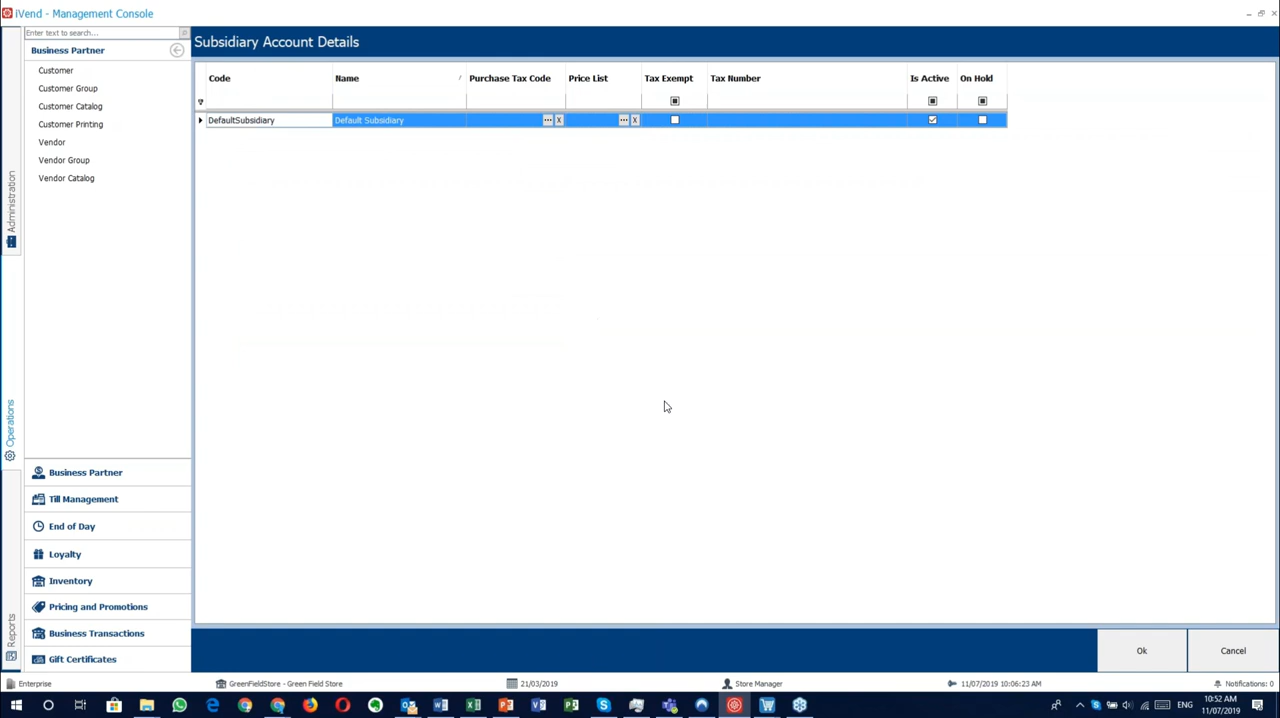 iVend - Management Console
Enter text to search...
Business Partner
Customer
Customer Group
Customer Catalog
Customer Printing
Vendor
Vendor Group
Vendor Catalog
Administration
Operations
Reports
Business Partner
Till Management
End of Day
Loyalty
Inventory
Pricing and Promotions
Business Transactions
Gift Certificates
Subsidiary Account Details
Code Name Purchase Tax Code Price List Tax Exempt Tax Number Is Active On Hold
DefaultSubsidiary Default Subsidiary ... X ... X
Ok Cancel
Enterprise GreenFieldStore - Green Field Store 21/03/2019 Store Manager 11/07/2019 10:06:23 AM Notifications: 0
ENG 10:52 AM
11/07/2019